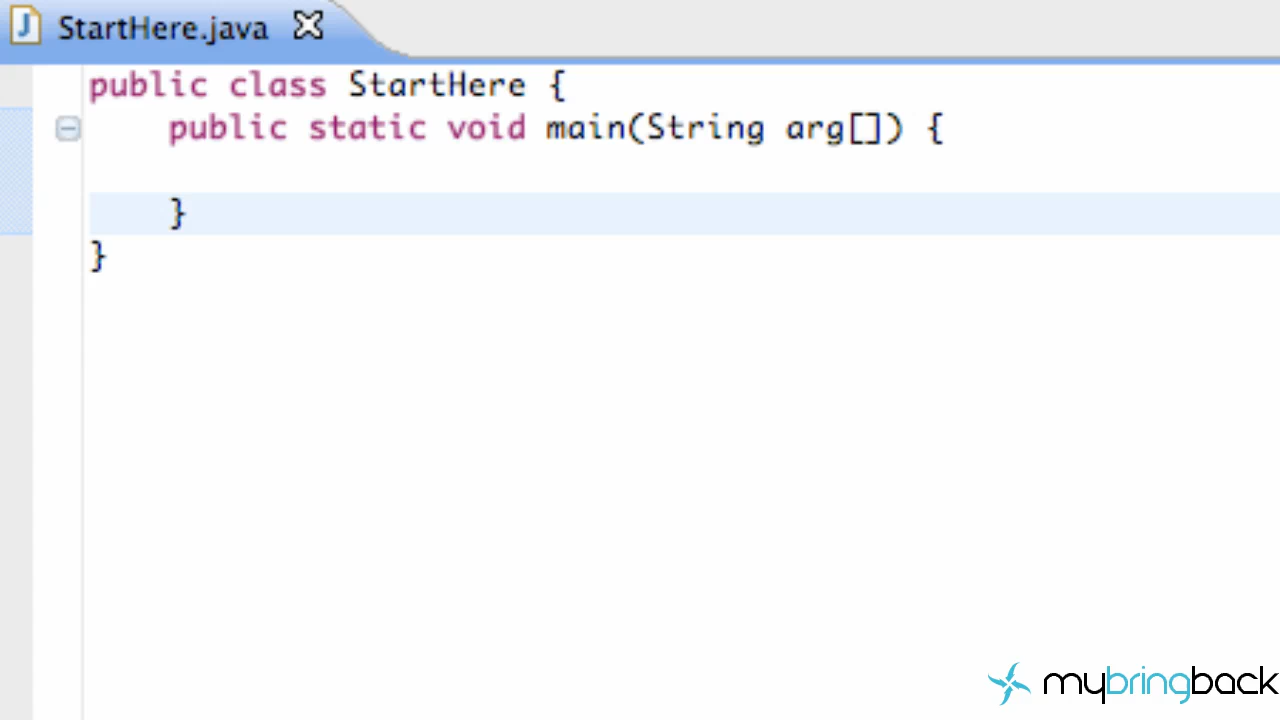 StartHere.java
public class StartHere {
    public static void main(String arg[]) {
    }
}
mybringback